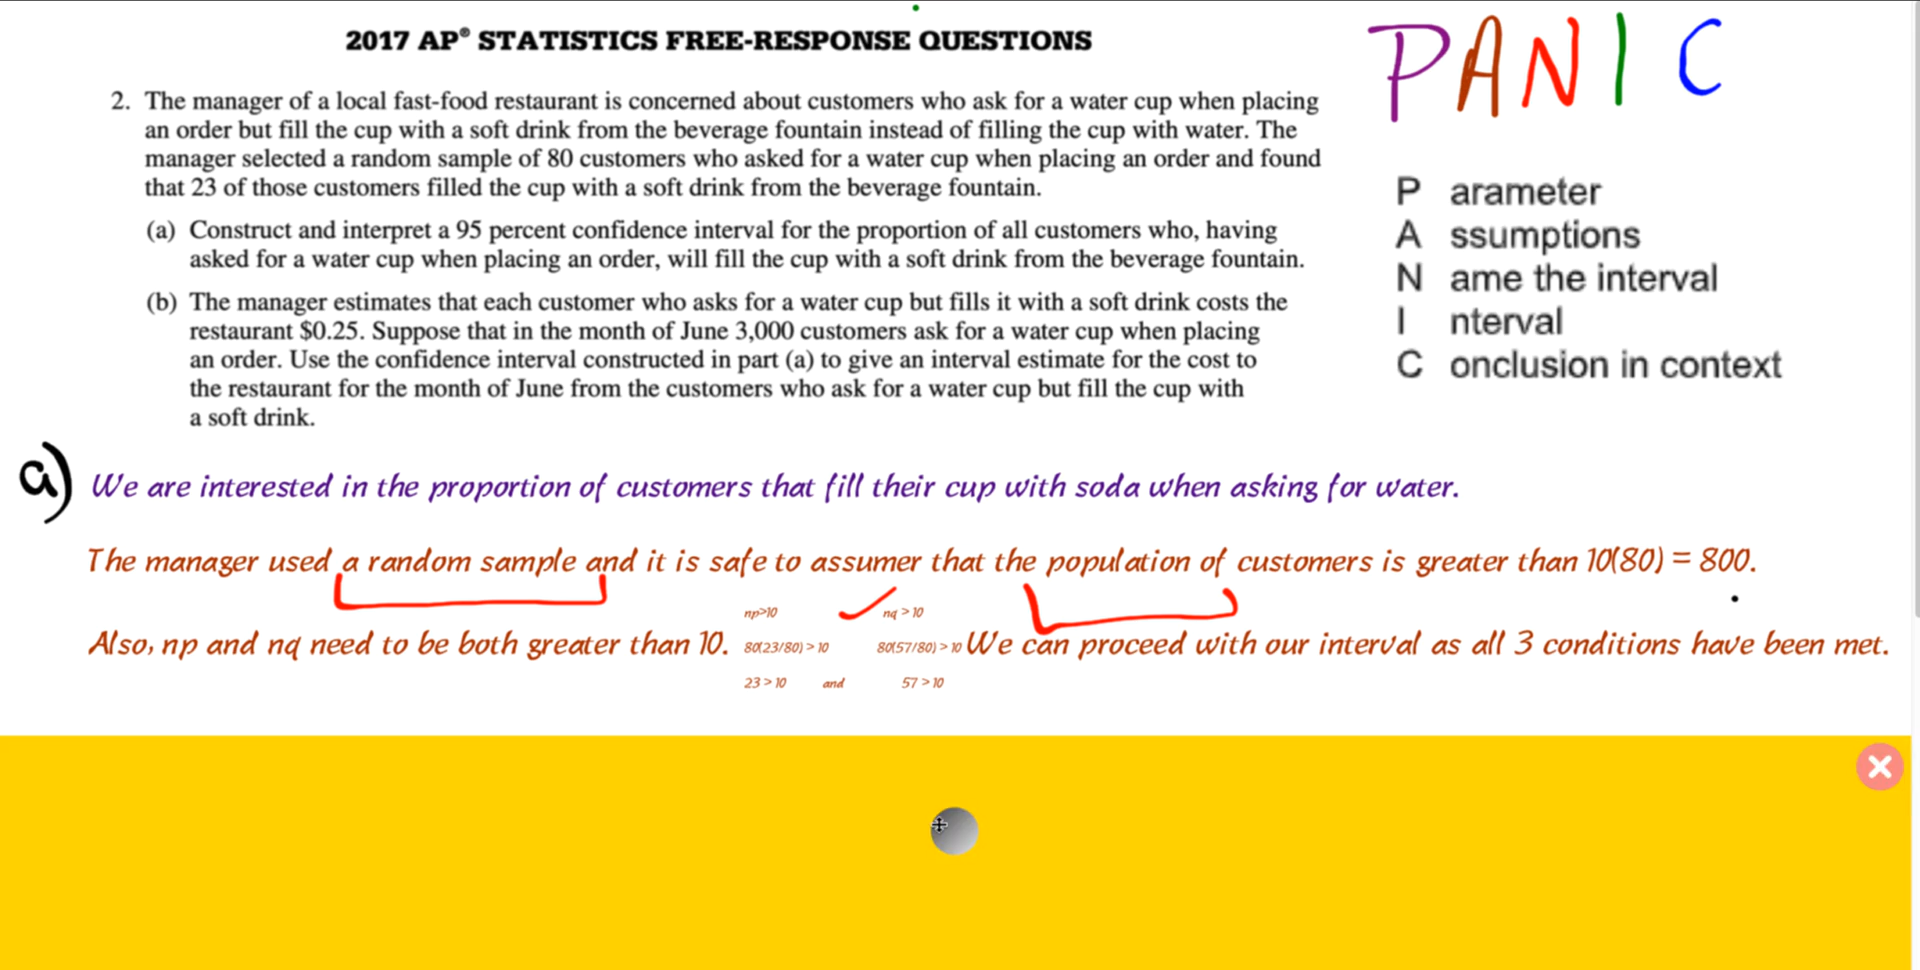 2017 AP® STATISTICS FREE-RESPONSE QUESTIONS
PANIC
2. The manager of a local fast-food restaurant is concerned about customers who ask for a water cup when placing
an order but fill the cup with a soft drink from the beverage fountain instead of filling the cup with water. The
manager selected a random sample of 80 customers who asked for a water cup when placing an order and found
that 23 of those customers filled the cup with a soft drink from the beverage fountain.
(a) Construct and interpret a 95 percent confidence interval for the proportion of all customers who, having
asked for a water cup when placing an order, will fill the cup with a soft drink from the beverage fountain.
(b) The manager estimates that each customer who asks for a water cup but fills it with a soft drink costs the
restaurant $0.25. Suppose that in the month of June 3,000 customers ask for a water cup when placing
an order. Use the confidence interval constructed in part (a) to give an interval estimate for the cost to
the restaurant for the month of June from the customers who ask for a water cup but fill the cup with
a soft drink.
P arameter
A ssumptions
N ame the interval
I nterval
C onclusion in context
a) We are interested in the proportion of customers that fill their cup with soda when asking for water.
The manager used a random sample and it is safe to assumer that the population of customers is greater than 10(80) = 800.
np>10 nq > 10
Also, np and nq need to be both greater than 10. 80(23/80) > 10 80(57/80) > 10 We can proceed with our interval as all 3 conditions have been met.
23 > 10 and 57 > 10